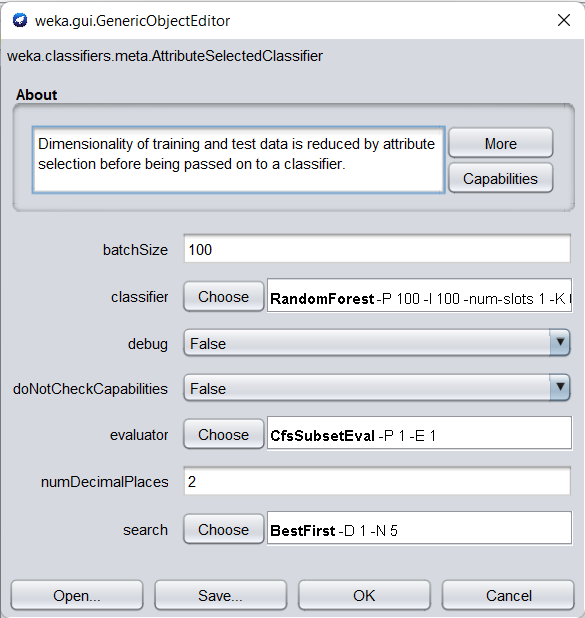 weka.gui.GenericObjectEditor
weka.classifiers.meta.AttributeSelectedClassifier
About
Dimensionality of training and test data is reduced by attribute
selection before being passed on to a classifier.
More
Capabilities
batchSize 100
classifier Choose RandomForest -P 100 -I 100 -num-slots 1 -K
debug False
doNotCheckCapabilities False
evaluator Choose CfsSubsetEval -P 1 -E 1
numDecimalPlaces 2
search Choose BestFirst -D 1 -N 5
Open... Save... OK Cancel